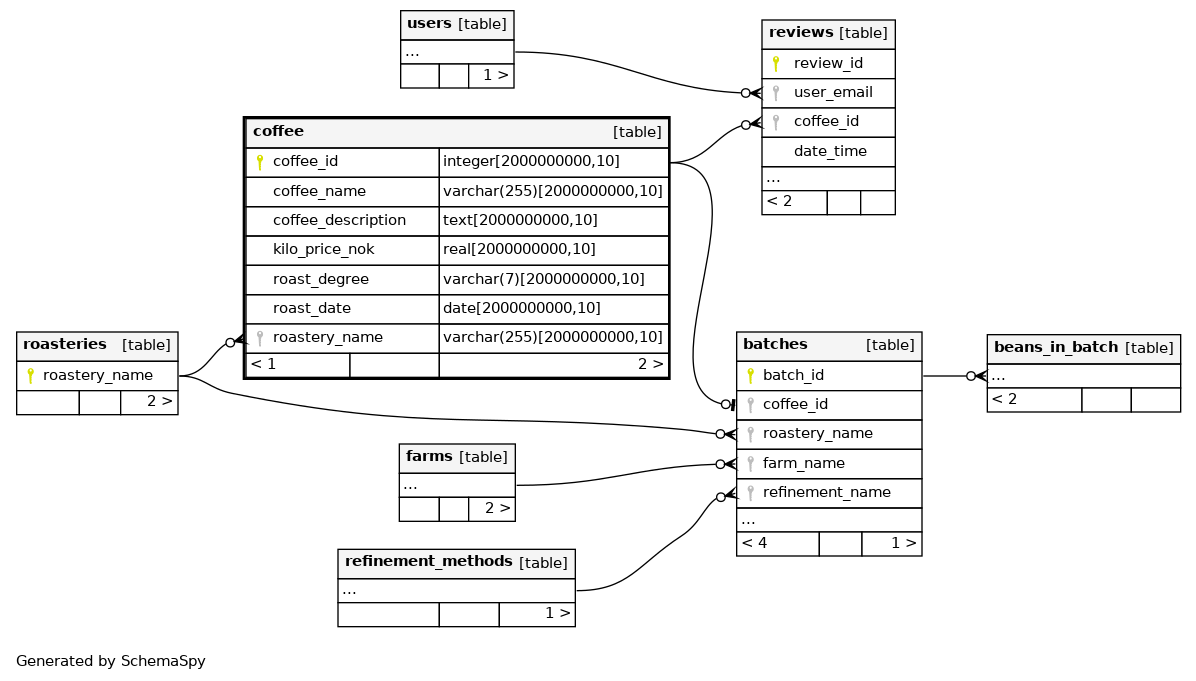 users [table]
...
1 >
reviews [table]
review_id
user_email
coffee_id
date_time
...
< 2
coffee [table]
coffee_id integer[2000000000,10]
coffee_name varchar(255)[2000000000,10]
coffee_description text[2000000000,10]
kilo_price_nok real[2000000000,10]
roast_degree varchar(7)[2000000000,10]
roast_date date[2000000000,10]
roastery_name varchar(255)[2000000000,10]
< 1 2 >
roasteries [table]
roastery_name
2 >
batches [table]
batch_id
coffee_id
roastery_name
farm_name
refinement_name
...
< 4 1 >
beans_in_batch [table]
...
< 2
farms [table]
...
2 >
refinement_methods [table]
...
1 >
Generated by SchemaSpy